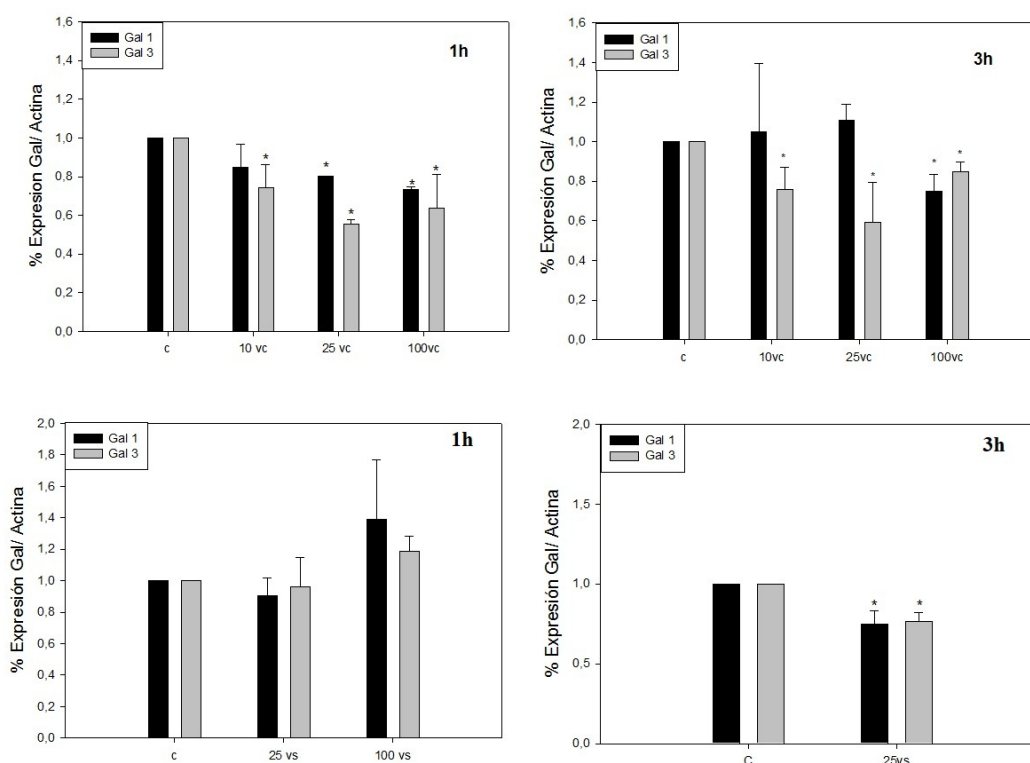 1,6
1,4
1,2
1,0
0,8
0,6
0,4
0,2
0,0
% Expresión Gal/ Actina
Gal 1
Gal 3
1h
*
*
*
*
*
c
10 vc
25 vc
100vc
1,6
1,4
1,2
1,0
0,8
0,6
0,4
0,2
0,0
% Expresión Gal/ Actina
Gal 1
Gal 3
3h
*
*
*
*
c
10vc
25vc
100vc
2,0
1,8
1,6
1,4
1,2
1,0
0,8
0,6
0,4
0,2
0,0
% Expresión Gal/ Actina
Gal 1
Gal 3
1h
c
25 vs
100 vs
2,0
1,5
1,0
0,5
0,0
% Expresión Gal/ Actina
Gal 1
Gal 3
3h
*
*
C
25vs